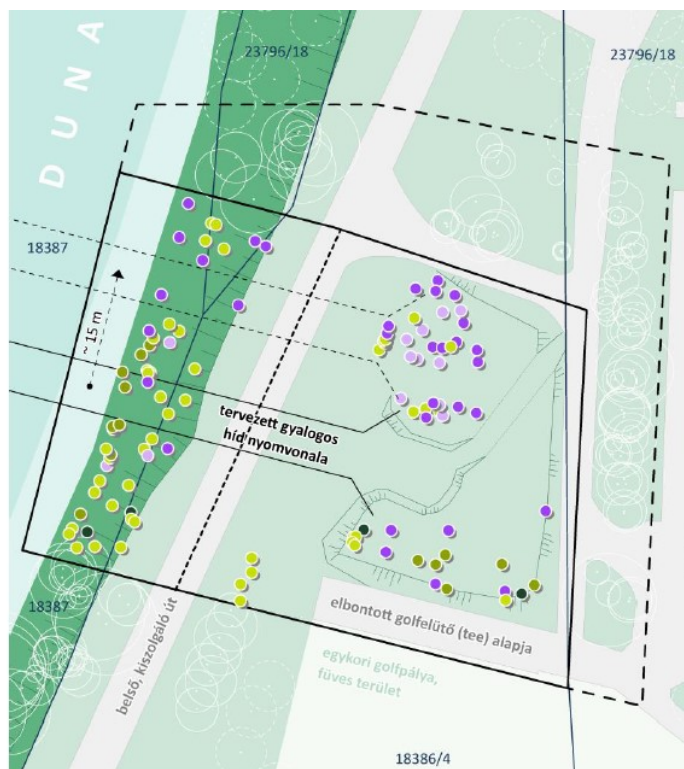 23796/18
23796/18
DUNA
18387
~ 15 m
tervezett gyalogos
híd nyomvonala
18387
belső, kiszolgáló út
elbontott golfelütő (tee) alapja
egykori golfpálya,
füves terület
18386/4